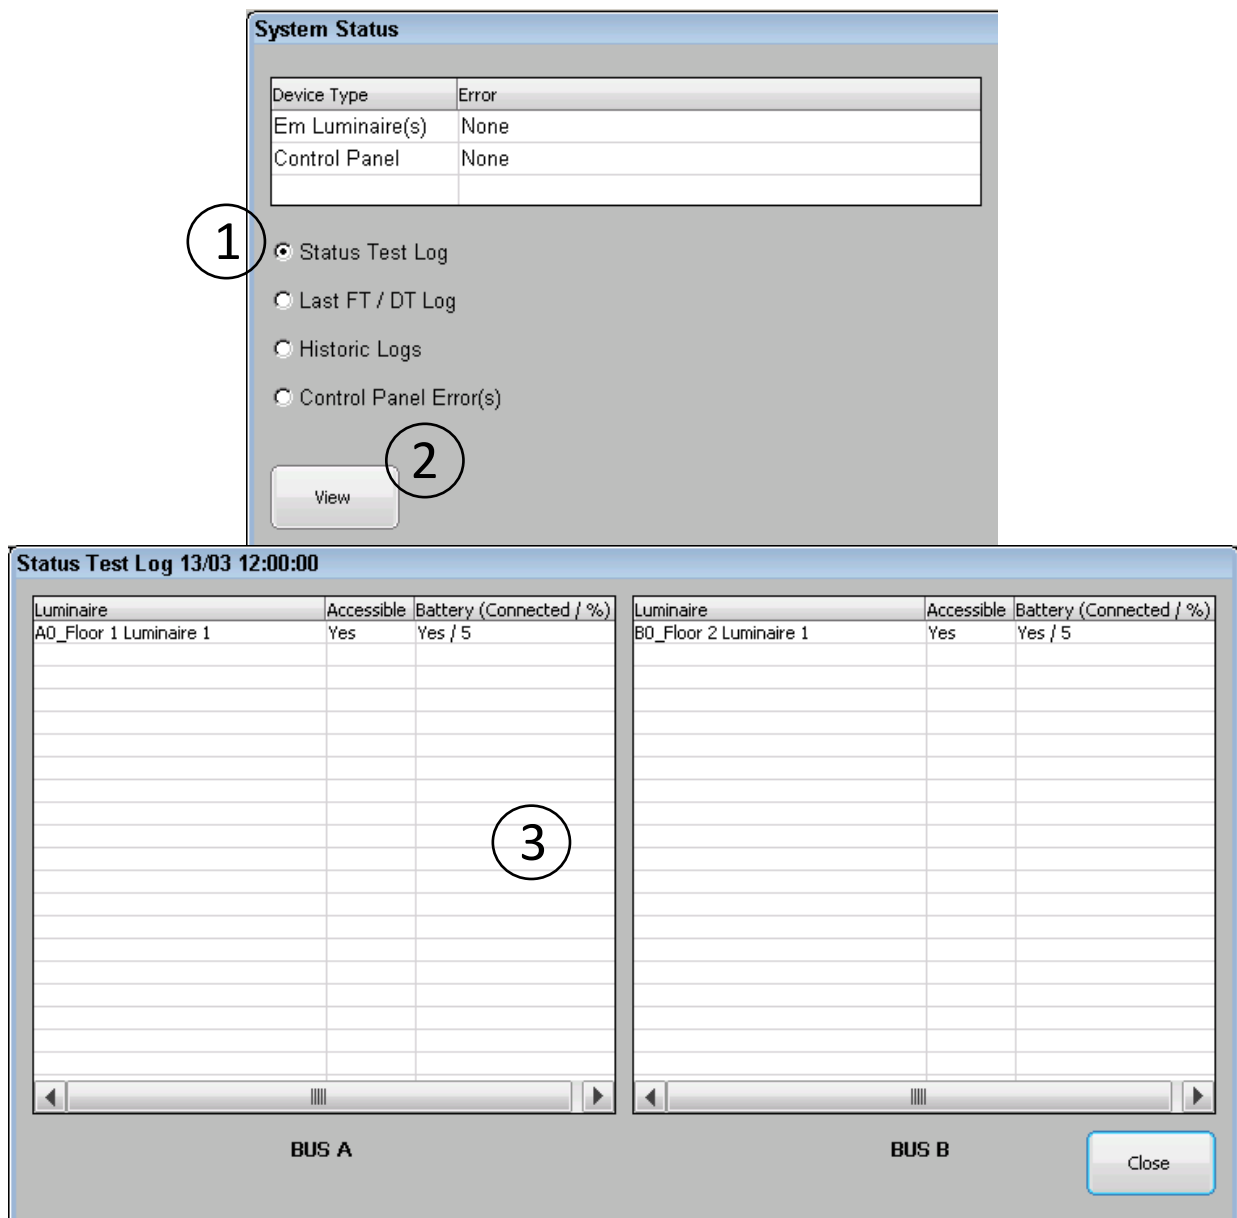 System Status
Device Type Error
Em Luminaire(s) None
Control Panel None
1
Status Test Log
Last FT / DT Log
Historic Logs
Control Panel Error(s)
2
View
Status Test Log 13/03 12:00:00
Luminaire Accessible Battery (Connected / %) Luminaire Accessible Battery (Connected / %)
A0_Floor 1 Luminaire 1 Yes Yes / 5 B0_Floor 2 Luminaire 1 Yes Yes / 5
3
BUS A BUS B
Close